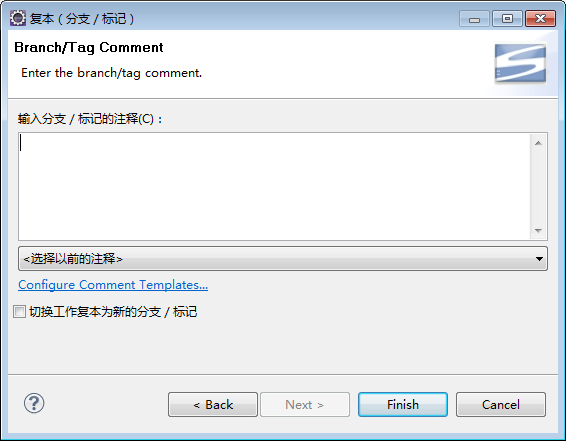 复本（分支 / 标记）
Branch/Tag Comment
Enter the branch/tag comment.
输入分支 / 标记的注释(C)：
<选择以前的注释>
Configure Comment Templates...
切换工作复本为新的分支 / 标记
?
< Back
Next >
Finish
Cancel